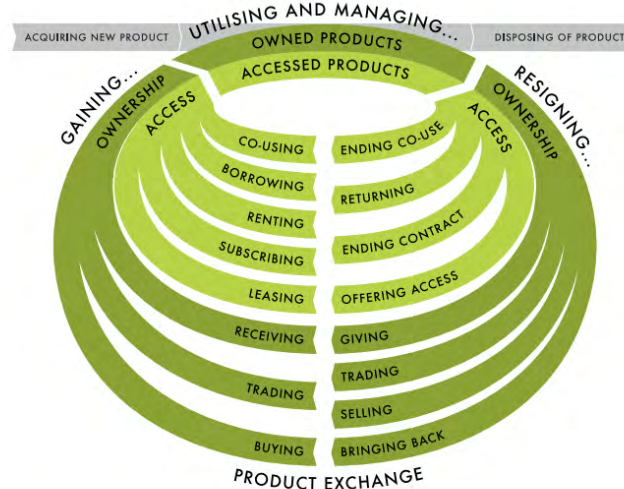 UTILISING AND MANAGING...
ACQUIRING NEW PRODUCT
OWNED PRODUCTS
DISPOSING OF PRODUCT
ACCESSED PRODUCTS
GAINING...
OWNERSHIP
ACCESS
RESIGNING...
OWNERSHIP
ACCESS
CO-USING
BORROWING
RENTING
SUBSCRIBING
LEASING
RECEIVING
TRADING
BUYING
ENDING CO-USE
RETURNING
ENDING CONTRACT
OFFERING ACCESS
GIVING
TRADING
SELLING
BRINGING BACK
PRODUCT EXCHANGE